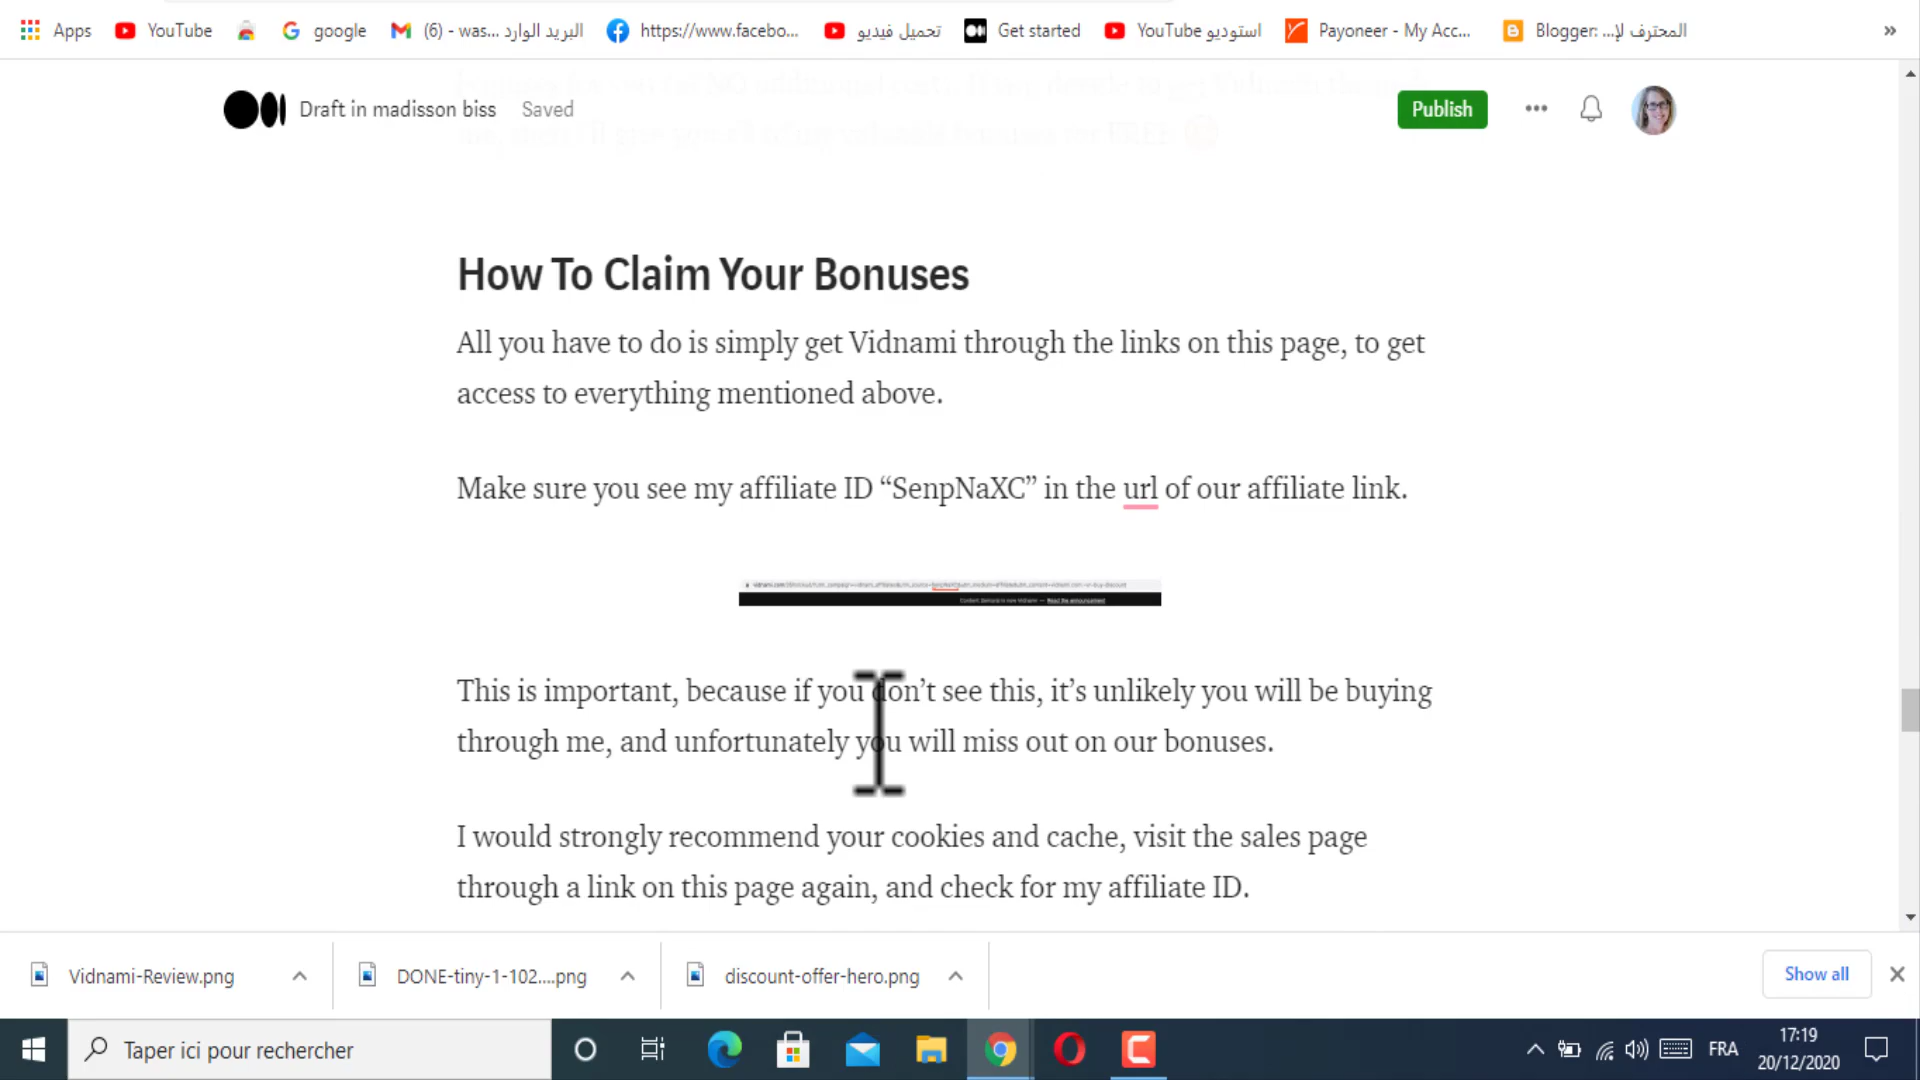 Apps YouTube google (6) - was... البريد الوارد https://www.facebo... تحميل فيديو Get started استوديو YouTube Payoneer - My Acc... Blogger: المحترف لإ... »
Draft in madisson biss Saved Publish
How To Claim Your Bonuses
All you have to do is simply get Vidnami through the links on this page, to get
access to everything mentioned above.
Make sure you see my affiliate ID “SenpNaXC” in the url of our affiliate link.
This is important, because if you don’t see this, it’s unlikely you will be buying
through me, and unfortunately you will miss out on our bonuses.
I would strongly recommend your cookies and cache, visit the sales page
through a link on this page again, and check for my affiliate ID.
Vidnami-Review.png DONE-tiny-1-102....png discount-offer-hero.png Show all
Taper ici pour rechercher FRA 17:19
20/12/2020